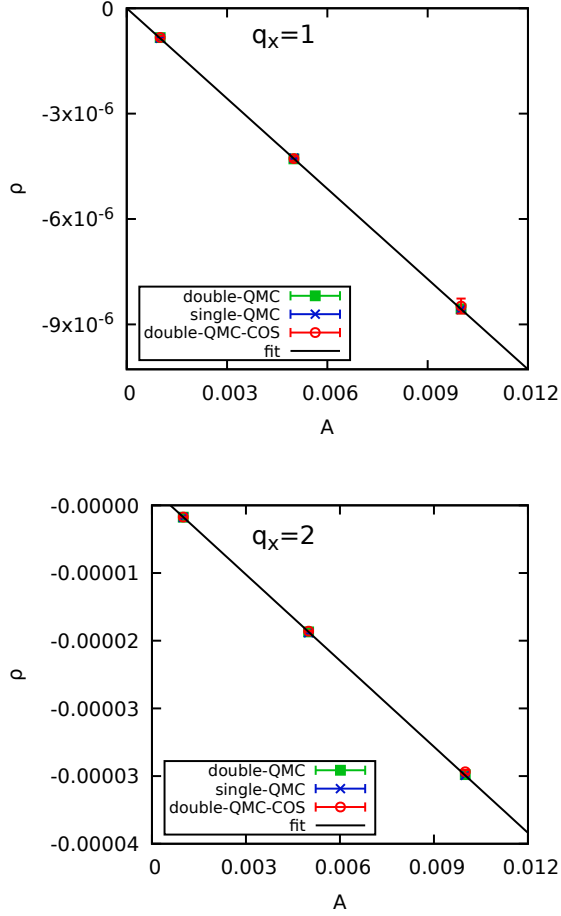 0
-3x10-6
-6x10-6
-9x10-6
ρ
qx=1
double-QMC
single-QMC
double-QMC-COS
fit
0 0.003 0.006 0.009 0.012
A
-0.00000
-0.00001
-0.00002
-0.00003
-0.00003
-0.00004
ρ
qx=2
double-QMC
single-QMC
double-QMC-COS
fit
0 0.003 0.006 0.009 0.012
A